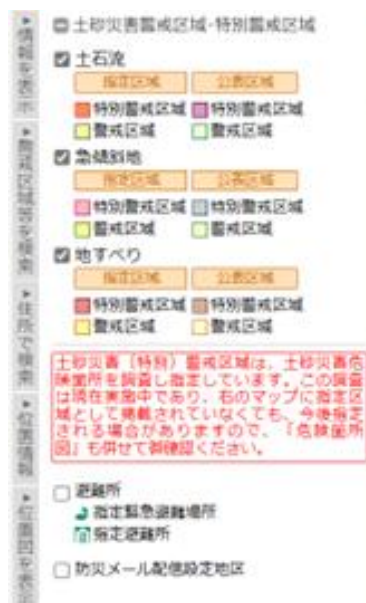 土砂災害警戒区域・特別警戒区域
土石流
指定区域 公表区域
特別警戒区域 特別警戒区域
警戒区域 警戒区域
急傾斜地
指定区域 公表区域
特別警戒区域 特別警戒区域
警戒区域 警戒区域
地すべり
指定区域 公表区域
特別警戒区域 特別警戒区域
警戒区域 警戒区域
土砂災害（特別）警戒区域は，土砂災害危
険箇所を調査し指定しています。この調査
は現在実施中であり，右のマップに指定区
域として掲載されていなくても，今後指定
される場合がありますので，『危険箇所
図』も併せて御確認ください。
避難所
指定緊急避難場所
指定避難所
防災メール配信設定地区
情報を表示
警戒区域等を検索
住所で検索
位置情報
位置図を表示